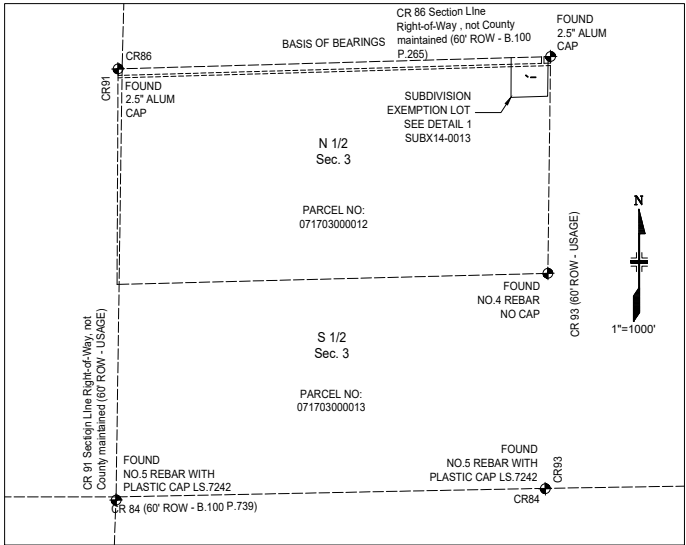 CR 86 Section LIne
Right-of-Way , not County
maintained (60' ROW - B.100
P.265)
BASIS OF BEARINGS
FOUND
2.5" ALUM
CAP
CR86
CR91
FOUND
2.5" ALUM
CAP
SUBDIVISION
EXEMPTION LOT
SEE DETAIL 1
SUBX14-0013
N 1/2
Sec. 3
PARCEL NO:
071703000012
N
1"=1000'
FOUND
NO.4 REBAR
NO CAP
CR 93 (60' ROW - USAGE)
S 1/2
Sec. 3
PARCEL NO:
071703000013
CR 91 Sectiojn LIne Right-of-Way, not
County maintained (60' ROW - USAGE)
FOUND
NO.5 REBAR WITH
PLASTIC CAP LS.7242
CR 84 (60' ROW - B.100 P.739)
FOUND
NO.5 REBAR WITH
PLASTIC CAP LS.7242
CR93
CR84